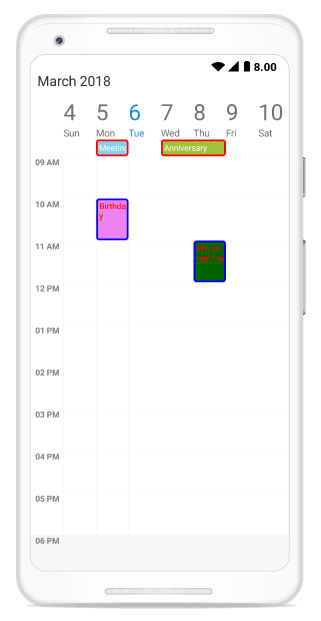 8.00
March 2018
4 5 6 7 8 9 10
Sun Mon Tue Wed Thu Fri Sat
Meeting Anniversary
09 AM
10 AM
Birthda
y
11 AM
12 PM
01 PM
02 PM
03 PM
04 PM
05 PM
06 PM